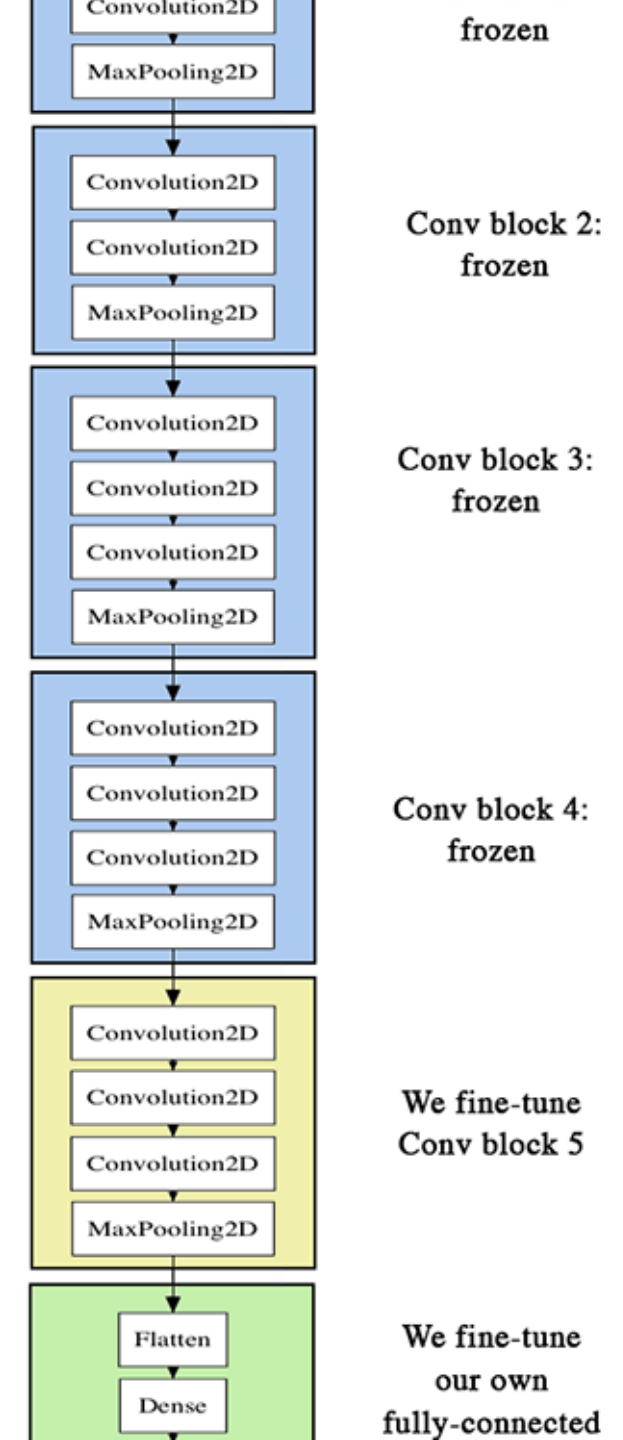 Convolution2D
frozen
MaxPooling2D
Convolution2D
Conv block 2:
Convolution2D
frozen
MaxPooling2D
Convolution2D
Conv block 3:
Convolution2D
frozen
Convolution2D
MaxPooling2D
Convolution2D
Convolution2D
Conv block 4:
Convolution2D
frozen
MaxPooling2D
Convolution2D
Convolution2D
We fine-tune
Convolution2D
Conv block 5
MaxPooling2D
Flatten
We fine-tune
Dense
our own
fully-connected